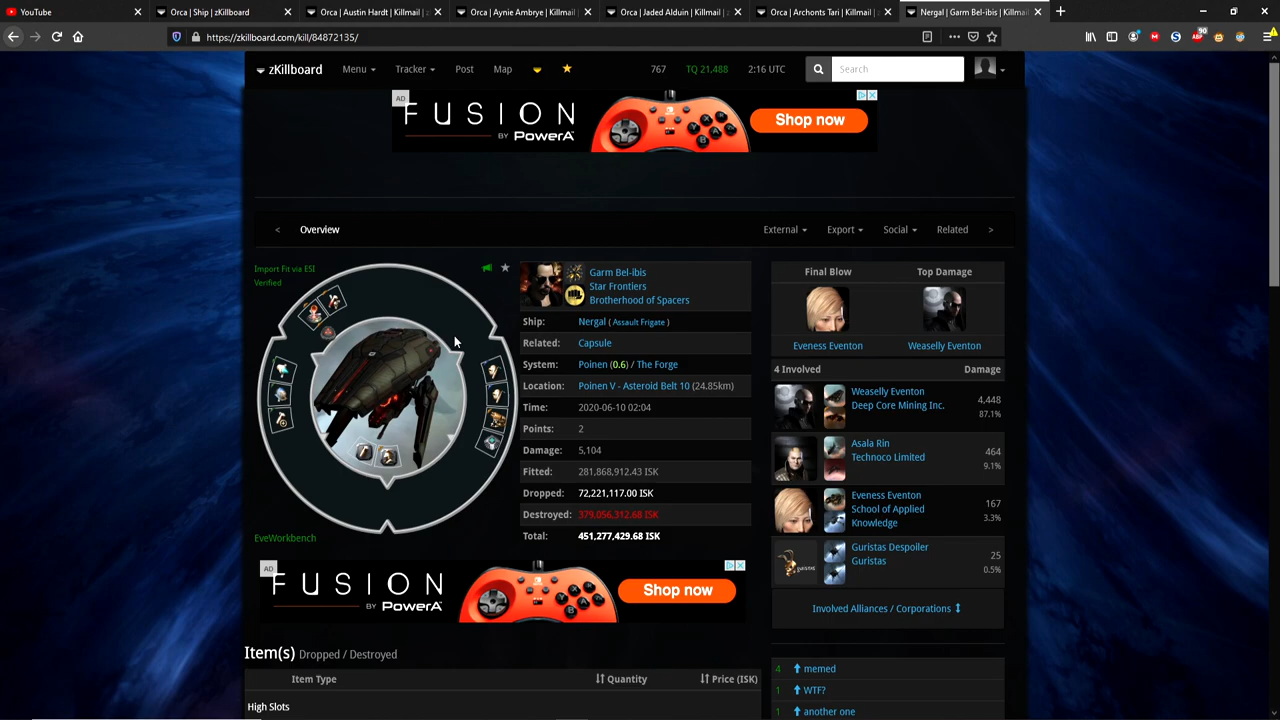 YouTube
Orca | Ship | zKillboard
Orca | Austin Hardt | Killmail | z
Orca | Aynie Ambrye | Killmail |
Orca | Jaded Alduin | Killmail | z
Orca | Archonts Tari | Killmail |
Nergal | Garm Bel-ibis | Killmail
https://zkillboard.com/kill/84872135/
90
zKillboard
Menu
Tracker
Post
Map
767
TQ 21,488
2:16 UTC
Search
AD
FUSION
BY POWERA
Shop now
<
Overview
External
Export
Social
Related
>
Import Fit via ESI
Verified
EveWorkbench
Garm Bel-ibis
Star Frontiers
Brotherhood of Spacers
Ship: Nergal ( Assault Frigate )
Related: Capsule
System: Poinen (0.6) / The Forge
Location: Poinen V - Asteroid Belt 10 (24.85km)
Time: 2020-06-10 02:04
Points: 2
Damage: 5,104
Fitted: 281,868,912.43 ISK
Dropped: 72,221,117.00 ISK
Destroyed: 379,056,312.68 ISK
Total: 451,277,429.68 ISK
Final Blow Top Damage
Eveness Eventon Weaselly Eventon
4 Involved Damage
Weaselly Eventon
Deep Core Mining Inc.
4,448
87.1%
Asala Rin
Technoco Limited
464
9.1%
Eveness Eventon
School of Applied
Knowledge
167
3.3%
Guristas Despoiler
Guristas
25
0.5%
GURISTAS
Involved Alliances / Corporations
AD
FUSION
BY POWERA
Shop now
Item(s) Dropped / Destroyed
Item Type Quantity Price (ISK)
High Slots
4 memed
1 WTF?
1 another one